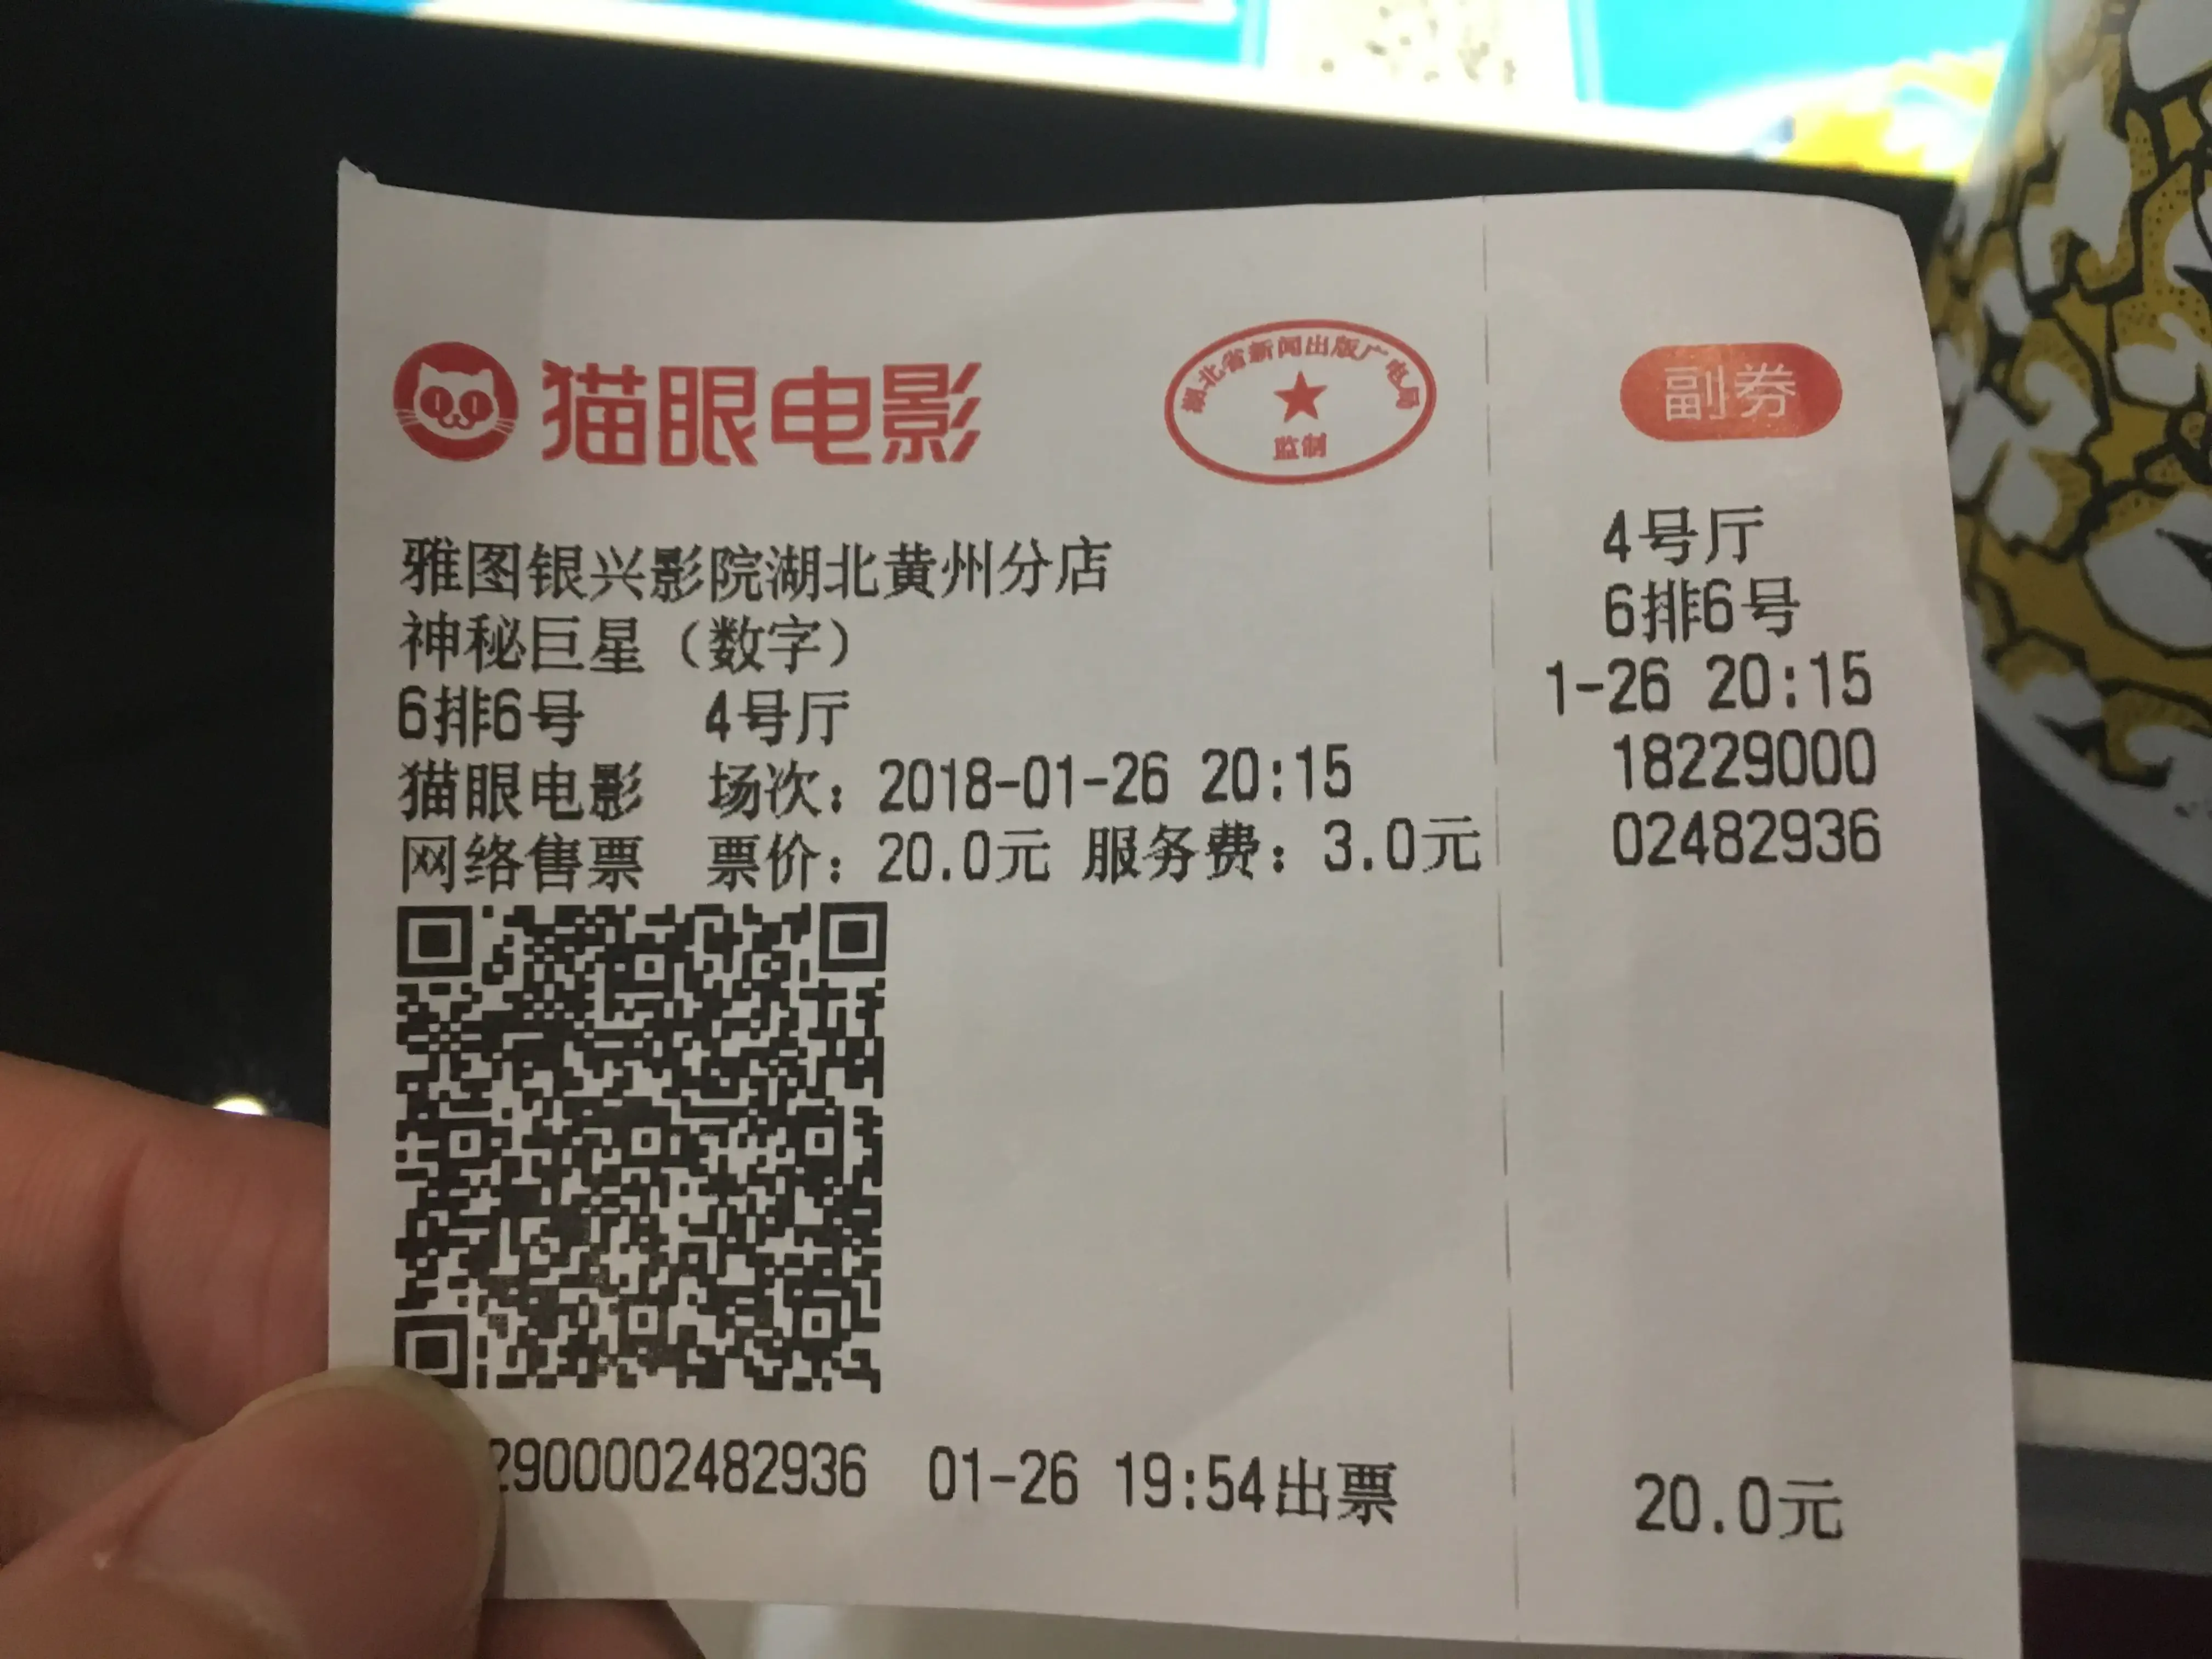 猫眼电影
湖北省新闻出版广电局
监制
雅图银兴影院湖北黄州分店
神秘巨星（数字）
6排6号 4号厅
猫眼电影 场次：2018-01-26 20:15
网络售票 票价：20.0元 服务费：3.0元
2900002482936 01-26 19:54出票
副券
4号厅
6排6号
1-26 20:15
18229000
02482936
20.0元